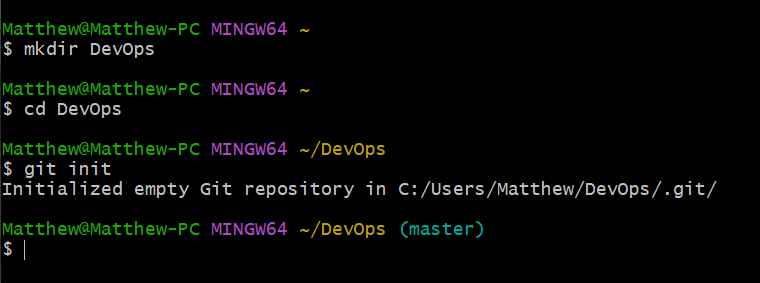 Matthew@Matthew-PC MINGW64 ~
$ mkdir DevOps
Matthew@Matthew-PC MINGW64 ~
$ cd DevOps
Matthew@Matthew-PC MINGW64 ~/DevOps
$ git init
Initialized empty Git repository in C:/Users/Matthew/DevOps/.git/
Matthew@Matthew-PC MINGW64 ~/DevOps (master)
$